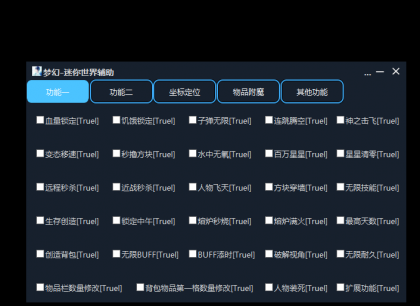 梦幻-迷你世界辅助
功能一 功能二 坐标定位 物品附魔 其他功能
血量锁定[True] 饥饿锁定[True] 子弹无限[True] 连跳腾空[True] 神之击飞[True]
变态移速[True] 秒撸方块[True] 水中无氧[True] 百万星星[True] 星星请零[True]
远程秒杀[True] 近战秒杀[True] 人物飞天[True] 方块穿墙[True] 无限技能[True]
生存创造[True] 锁定中午[True] 熔炉秒烧[True] 熔炉满火[True] 最高天数[True]
创造背包[True] 无限BUFF[True] BUFF添时[True] 破解视角[True] 无限耐久[True]
物品栏数量修改[True] 背包物品第一格数量修改[True] 人物装死[True] 扩展功能[True]